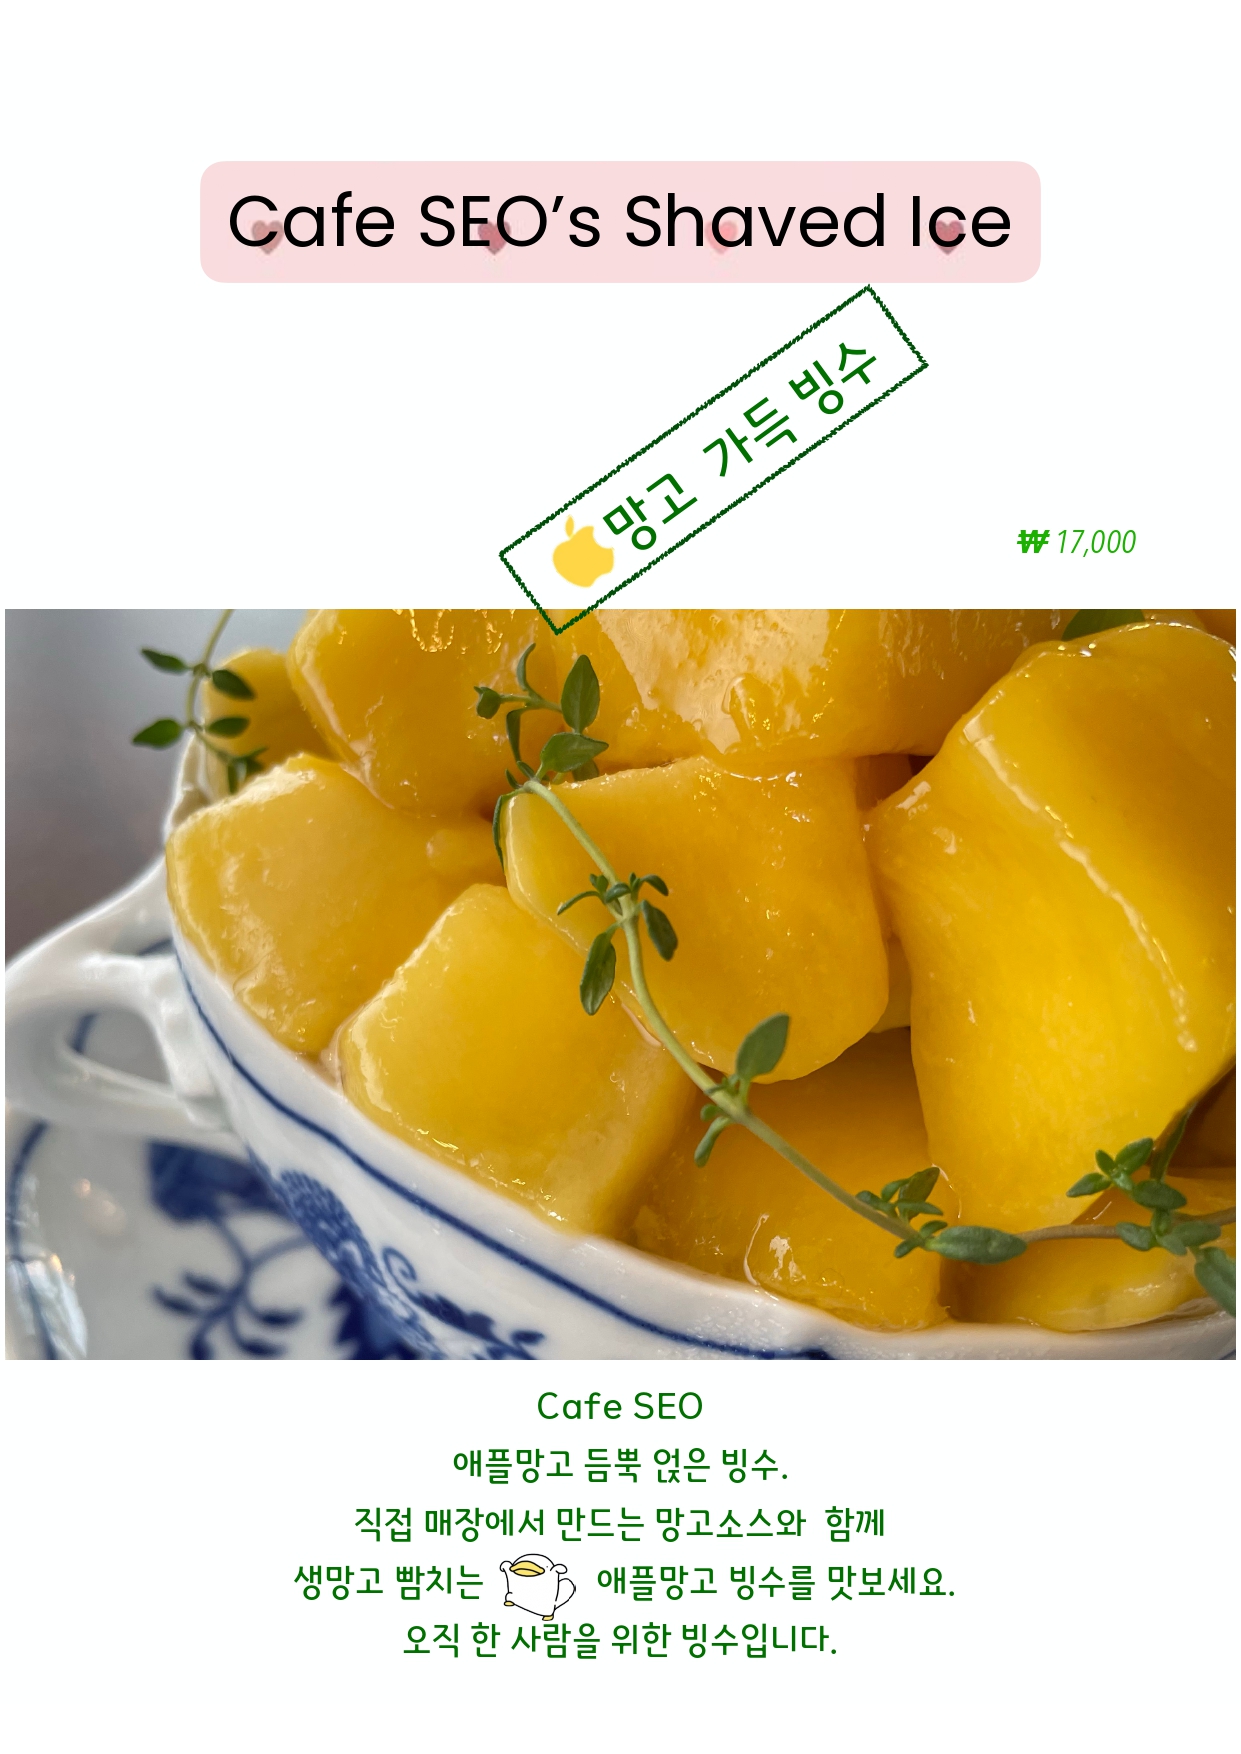 Cafe SEO’s Shaved Ice
망고 가득 빙수
₩ 17,000
Cafe SEO
애플망고 듬뿍 얹은 빙수.
직접 매장에서 만드는 망고소스와 함께
생망고 빰치는 애플망고 빙수를 맛보세요.
오직 한 사람을 위한 빙수입니다.